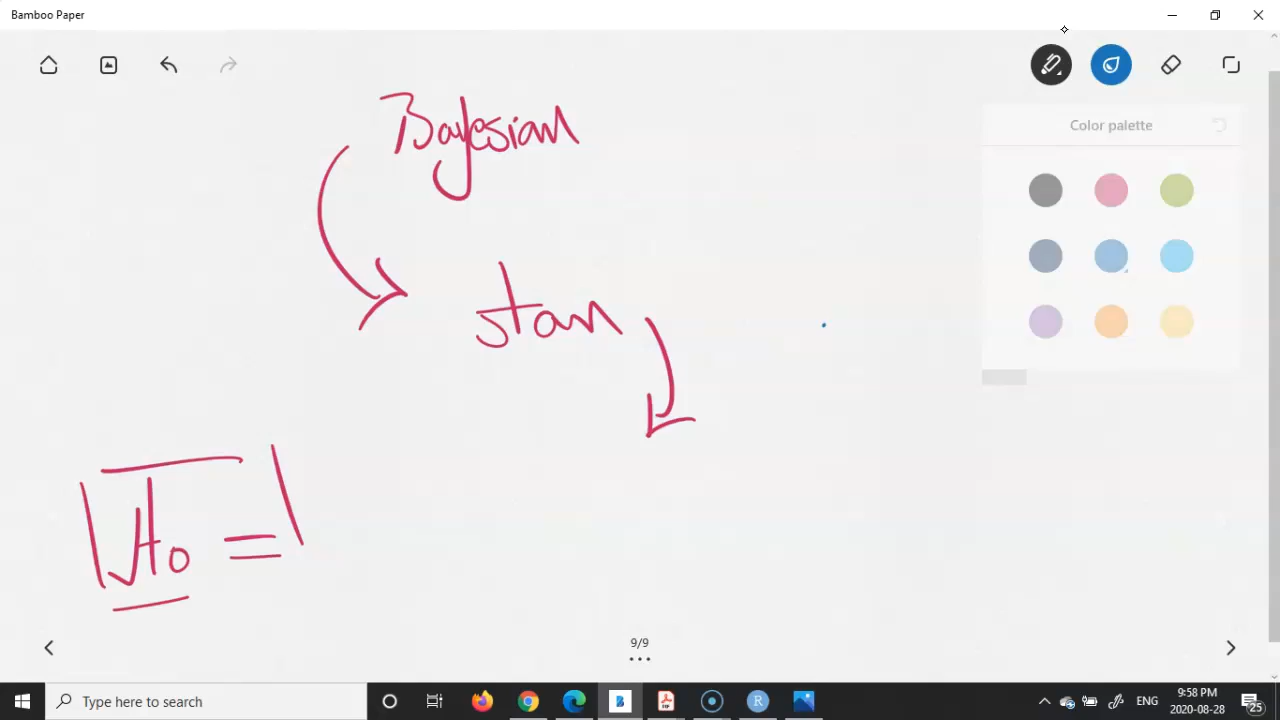 Bamboo Paper
Color palette
Bayesian
stan
H0 =
9/9
Type here to search
ENG
9:58 PM
2020-08-28
25